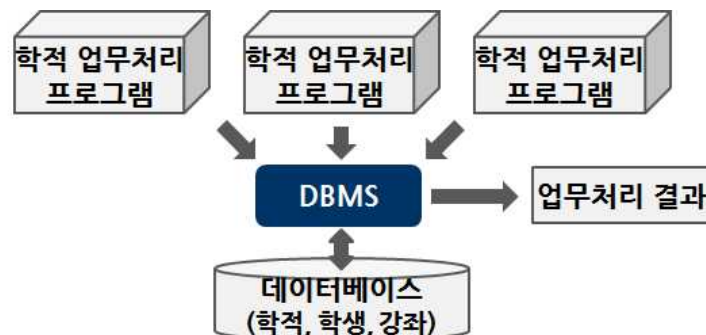 학적 업무처리
프로그램
학적 업무처리
프로그램
학적 업무처리
프로그램
DBMS
업무처리 결과
데이터베이스
(학적, 학생, 강좌)